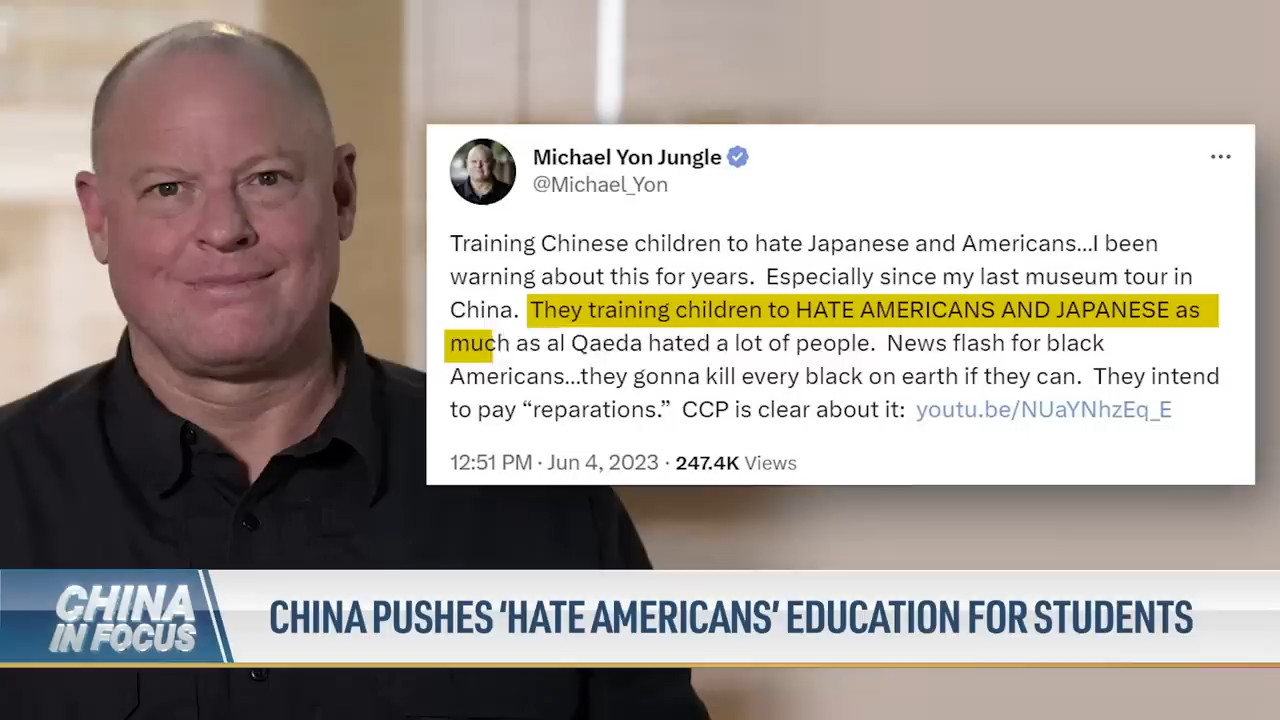 Michael Yon Jungle
@Michael_Yon
Training Chinese children to hate Japanese and Americans...I been
warning about this for years.  Especially since my last museum tour in
China.  They training children to HATE AMERICANS AND JAPANESE as
much as al Qaeda hated a lot of people.  News flash for black
Americans...they gonna kill every black on earth if they can.  They intend
to pay “reparations.”  CCP is clear about it:  youtu.be/NUaYNhzEq_E
12:51 PM · Jun 4, 2023 · 247.4K Views
CHINA
IN FOCUS
CHINA PUSHES ‘HATE AMERICANS’ EDUCATION FOR STUDENTS